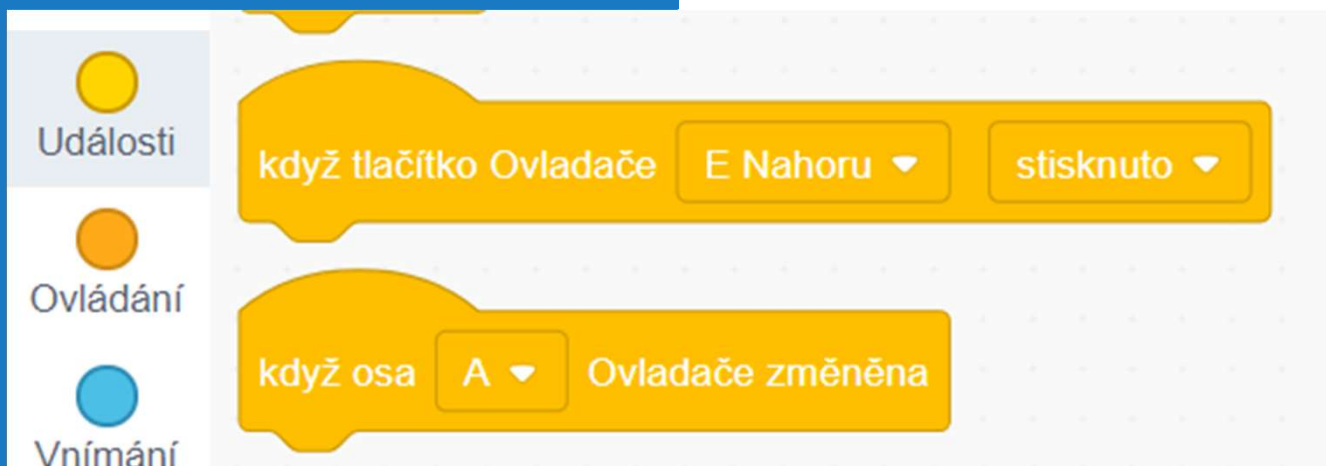 Události
Ovládání
Vnímání
když tlačítko Ovladače E Nahoru stisknuto
když osa A Ovladače změněna